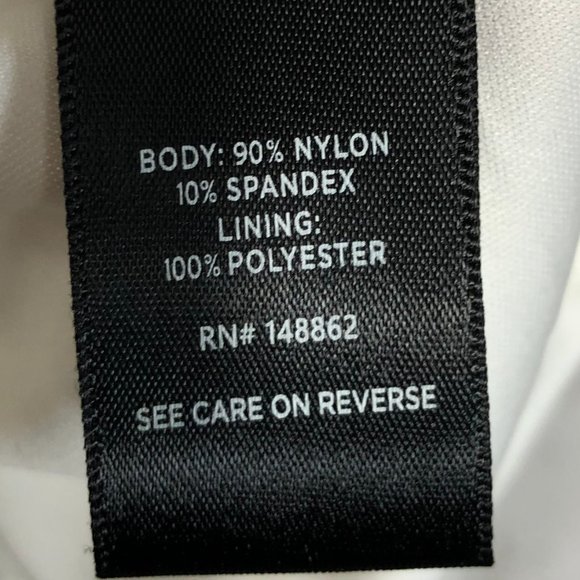 BODY: 90% NYLON
10% SPANDEX
LINING:
100% POLYESTER
RN# 148862
SEE CARE ON REVERSE